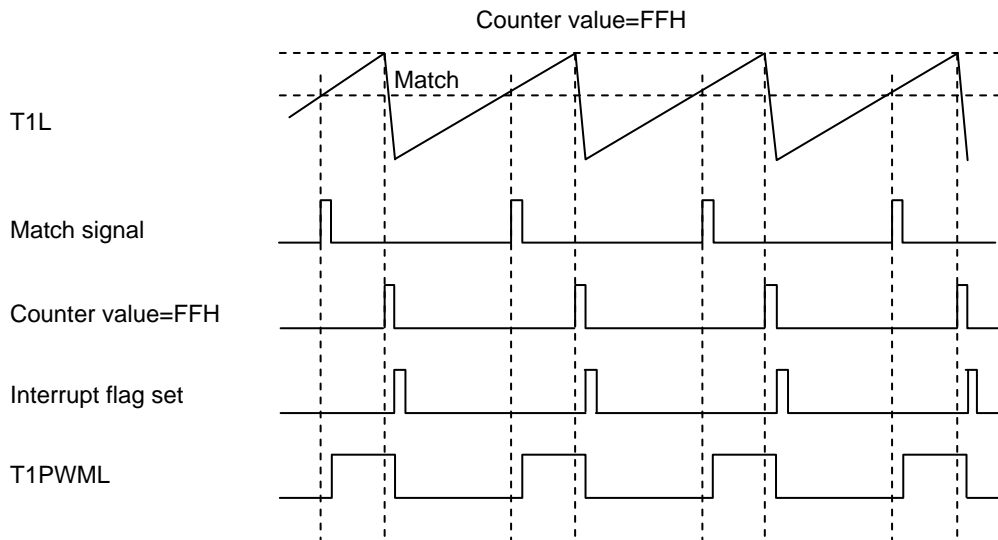 Counter value=FFH
Match
T1L
Match signal
Counter value=FFH
Interrupt flag set
T1PWML